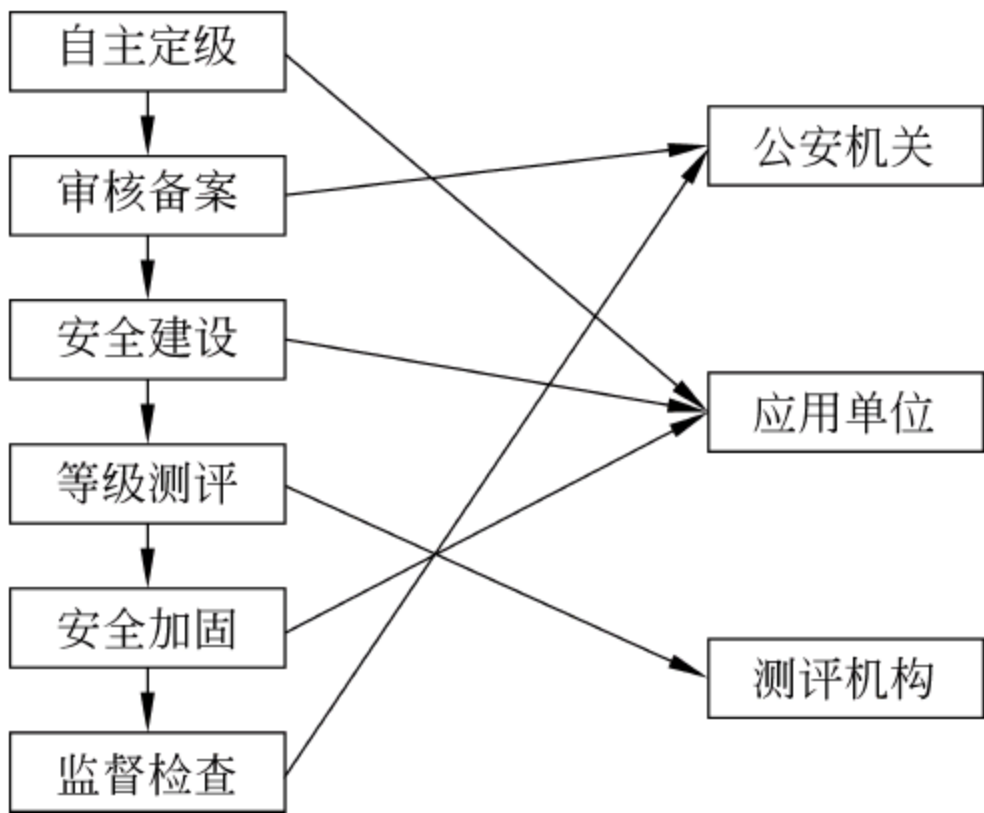 自主定级
审核备案
安全建设
等级测评
安全加固
监督检查
公安机关
应用单位
测评机构